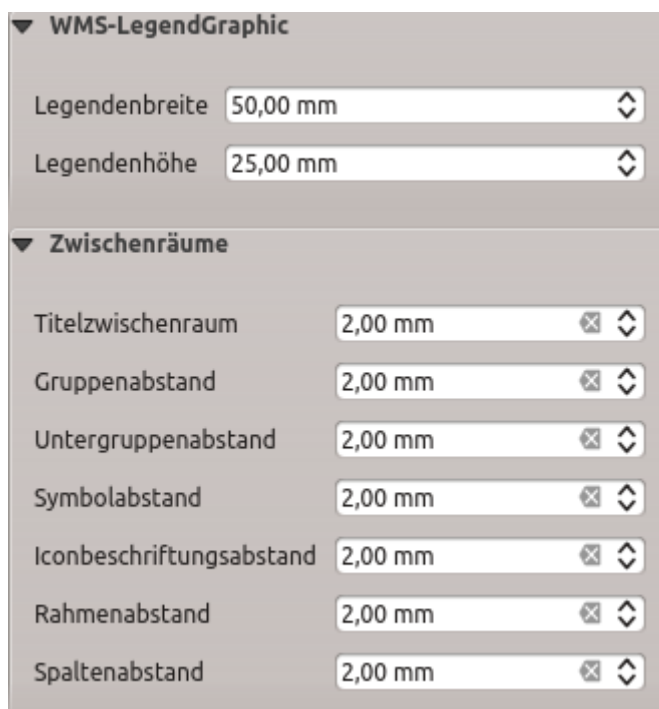 WMS-LegendGraphic
Legendenbreite 50,00 mm
Legendenhöhe 25,00 mm
Zwischenräume
Titelzwischenraum 2,00 mm
Gruppenabstand 2,00 mm
Untergruppenabstand 2,00 mm
Symbolabstand 2,00 mm
Iconbeschriftungsabstand 2,00 mm
Rahmenabstand 2,00 mm
Spaltenabstand 2,00 mm